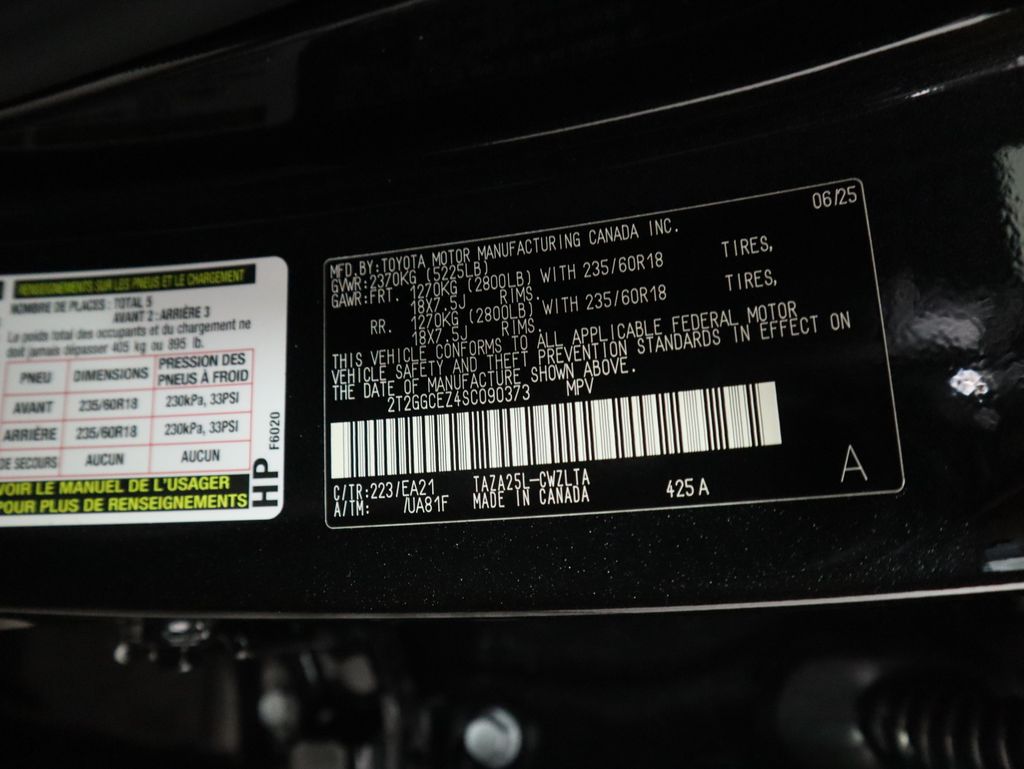 RENSEIGNEMENTS SUR LES PNEUS ET LE CHARGEMENT
NOMBRE DE PLACES : TOTAL 5
AVANT 2 : ARRIÈRE 3
Le poids total des occupants et du chargement ne
doit jamais dépasser 405 kg ou 895 lb.
PNEU DIMENSIONS PRESSION DES PNEUS À FROID
AVANT 235/60R18 230kPa, 33PSI
ARRIÈRE 235/60R18 230kPa, 33PSI
DE SECOURS AUCUN AUCUN
VOIR LE MANUEL DE L'USAGER
POUR PLUS DE RENSEIGNEMENTS
HP
F6020
06/25
MFD.BY:TOYOTA MOTOR MANUFACTURING CANADA INC.
GVWR:2370KG (5225LB)
GAWR:FRT. 1270KG (2800LB) WITH 235/60R18 TIRES,
18X7.5J RIMS.
RR. 1270KG (2800LB) WITH 235/60R18 TIRES,
18X7.5J RIMS.
THIS VEHICLE CONFORMS TO ALL APPLICABLE FEDERAL MOTOR
VEHICLE SAFETY AND THEFT PREVENTION STANDARDS IN EFFECT ON
THE DATE OF MANUFACTURE SHOWN ABOVE.
2T2GGCEZ4SC090373 MPV
C/TR:223/EA21 TAZA25L-CWZLTA
A/TM: /UA81F MADE IN CANADA 425A
A